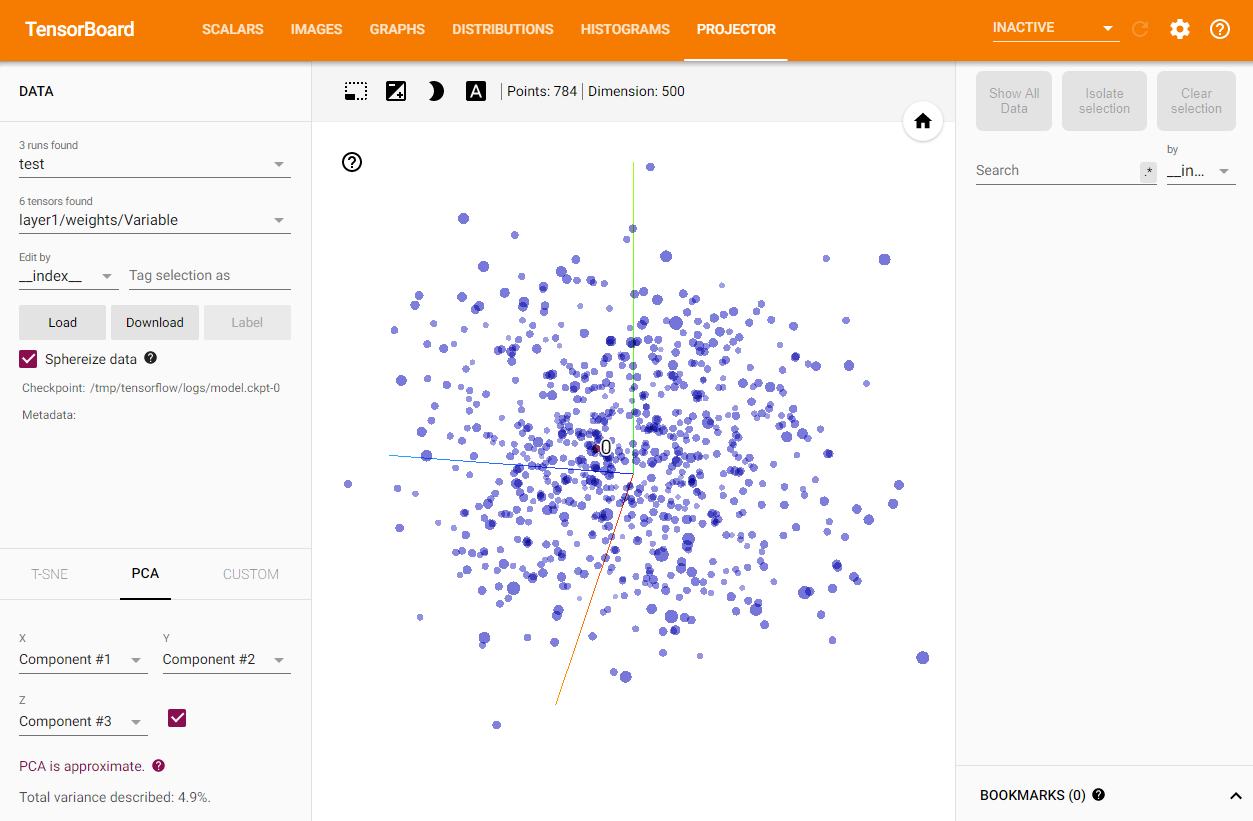 TensorBoard
SCALARS IMAGES GRAPHS DISTRIBUTIONS HISTOGRAMS PROJECTOR
INACTIVE
DATA
3 runs found
test
6 tensors found
layer1/weights/Variable
Edit by
__index__
Tag selection as
Load Download Label
Sphereize data
Checkpoint: /tmp/tensorflow/logs/model.ckpt-0
Metadata:
T-SNE PCA CUSTOM
X
Component #1
Y
Component #2
Z
Component #3
PCA is approximate.
Total variance described: 4.9%.
A
Points: 784 | Dimension: 500
0
Show All
Data
Isolate
selection
Clear
selection
Search
.*
by
__in...
BOOKMARKS (0)